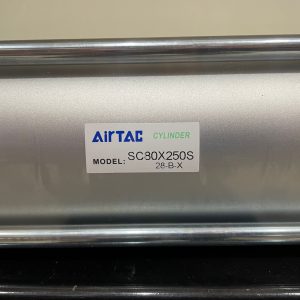 AirTAC CYLINDER
MODEL: SC80X250S
28-B-X